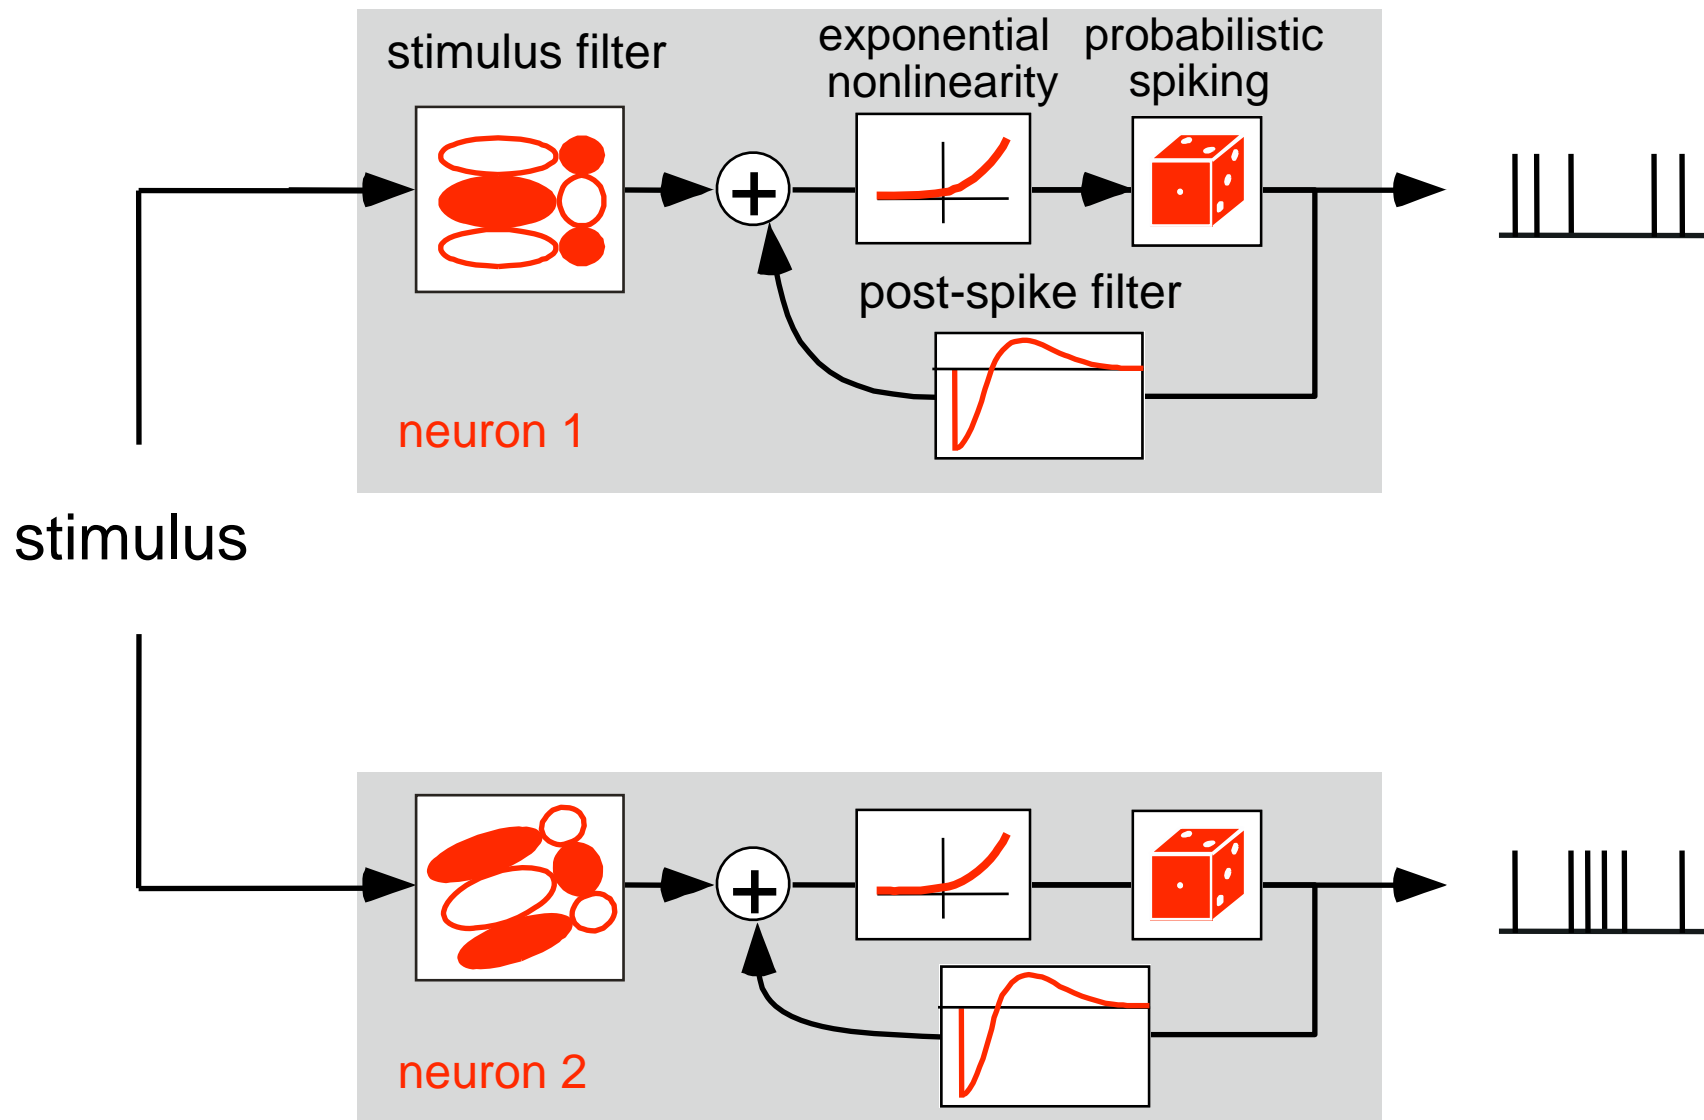 stimulus filter
exponential
nonlinearity
probabilistic
spiking
+
post-spike filter
neuron 1
stimulus
+
neuron 2